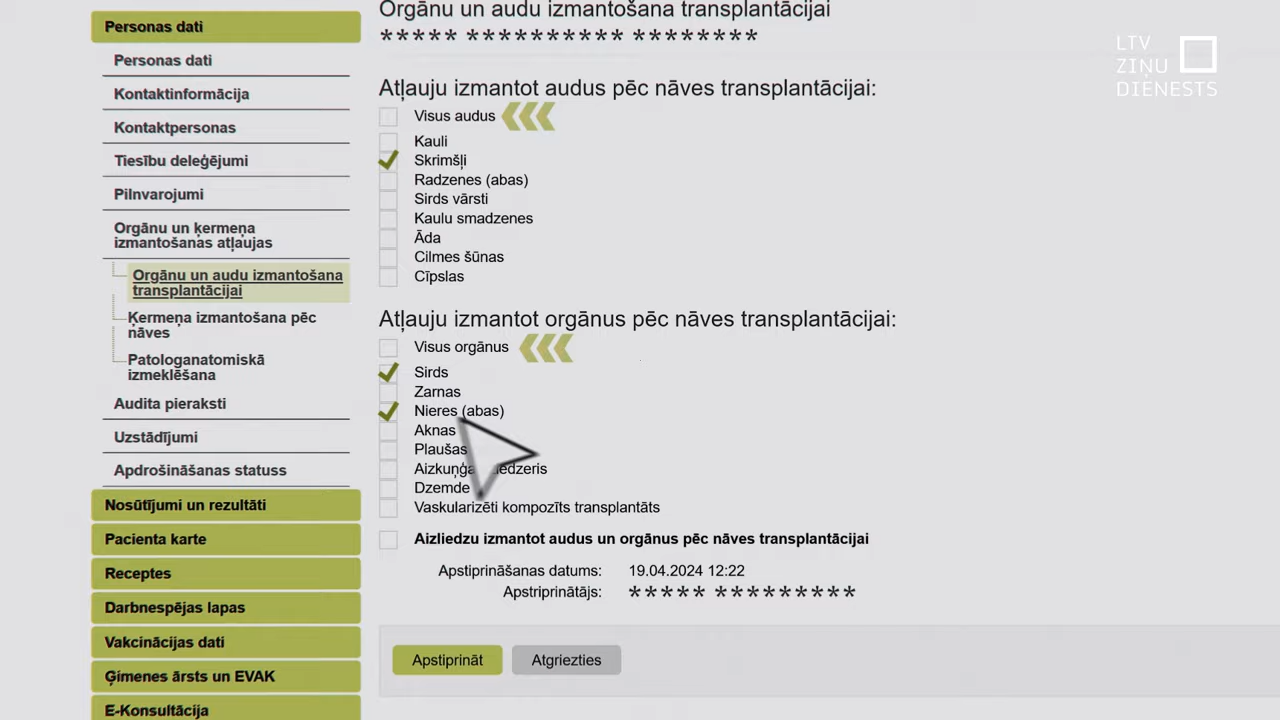 Personas dati
Personas dati
Kontaktinformācija
Kontaktpersonas
Tiesību deleģējumi
Pilnvarojumi
Orgānu un ķermeņa
izmantošanas atļaujas
Orgānu un audu izmantošana
transplantācijai
Ķermeņa izmantošana pēc
nāves
Patologanatomiskā
izmeklēšana
Audita pieraksti
Uzstādījumi
Apdrošināšanas statuss
Nosūtījumi un rezultāti
Pacienta karte
Receptes
Darbnespējas lapas
Vakcinācijas dati
Ģimenes ārsts un EVAK
E-Konsultācija
Orgānu un audu izmantošana transplantācijai
***** ********** ********
Atļauju izmantot audus pēc nāves transplantācijai:
Visus audus
Kauli
Skrimšļi
Radzenes (abas)
Sirds vārsti
Kaulu smadzenes
Āda
Cilmes šūnas
Cīpslas
Atļauju izmantot orgānus pēc nāves transplantācijai:
Visus orgānus
Sirds
Zarnas
Nieres (abas)
Aknas
Plaušas
Dzemde
Vaskularizēti kompozīts transplantāts
Aizliedzu izmantot audus un orgānus pēc nāves transplantācijai
Apstiprināšanas datums: 19.04.2024 12:22
Apstriprinātājs: ***** *********
Apstiprināt Atgriezties
LTV
ZIŅU
DIENESTS